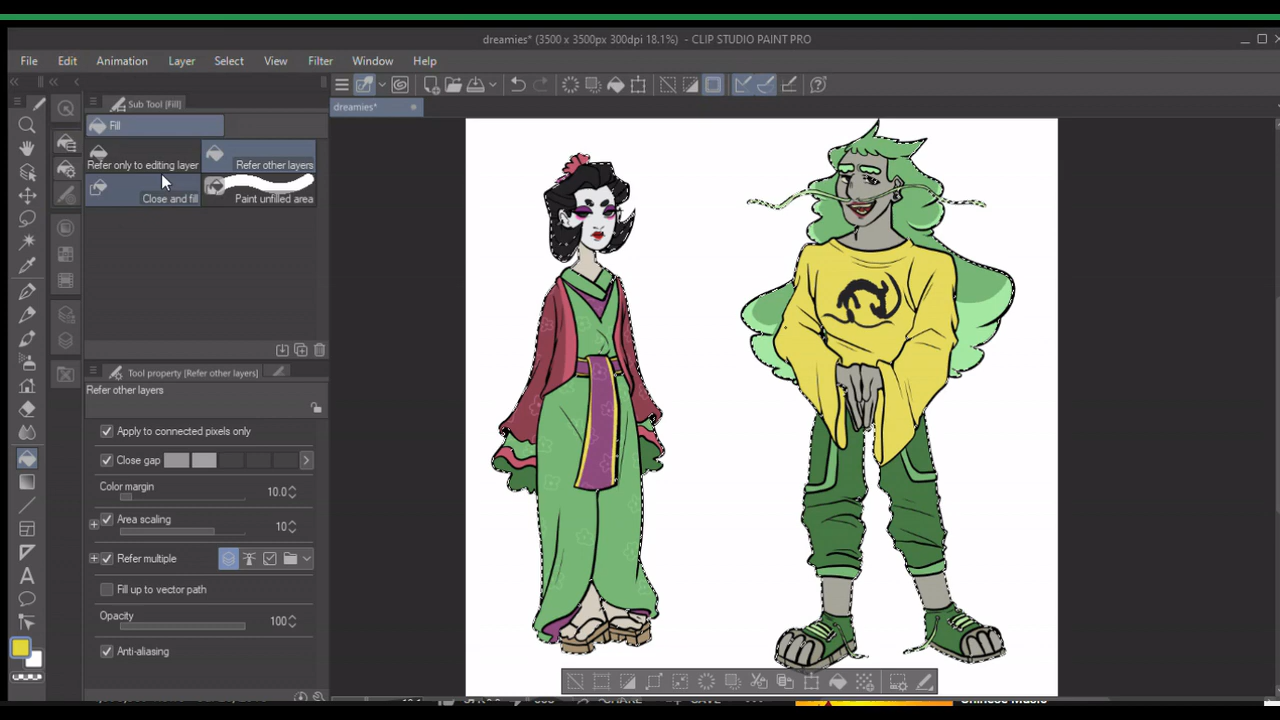 dreamies* (3500 x 3500px 300dpi 18.1%) - CLIP STUDIO PAINT PRO
File Edit Animation Layer Select View Filter Window Help
Sub Tool [Fill]
dreamies*
Fill
Refer only to editing layer Refer other layers
Close and fill Paint unfilled area
Tool property [Refer other layers]
Refer other layers
Apply to connected pixels only
Close gap
Color margin 10.0
Area scaling 10
Refer multiple
Fill up to vector path
Opacity 100
Anti-aliasing